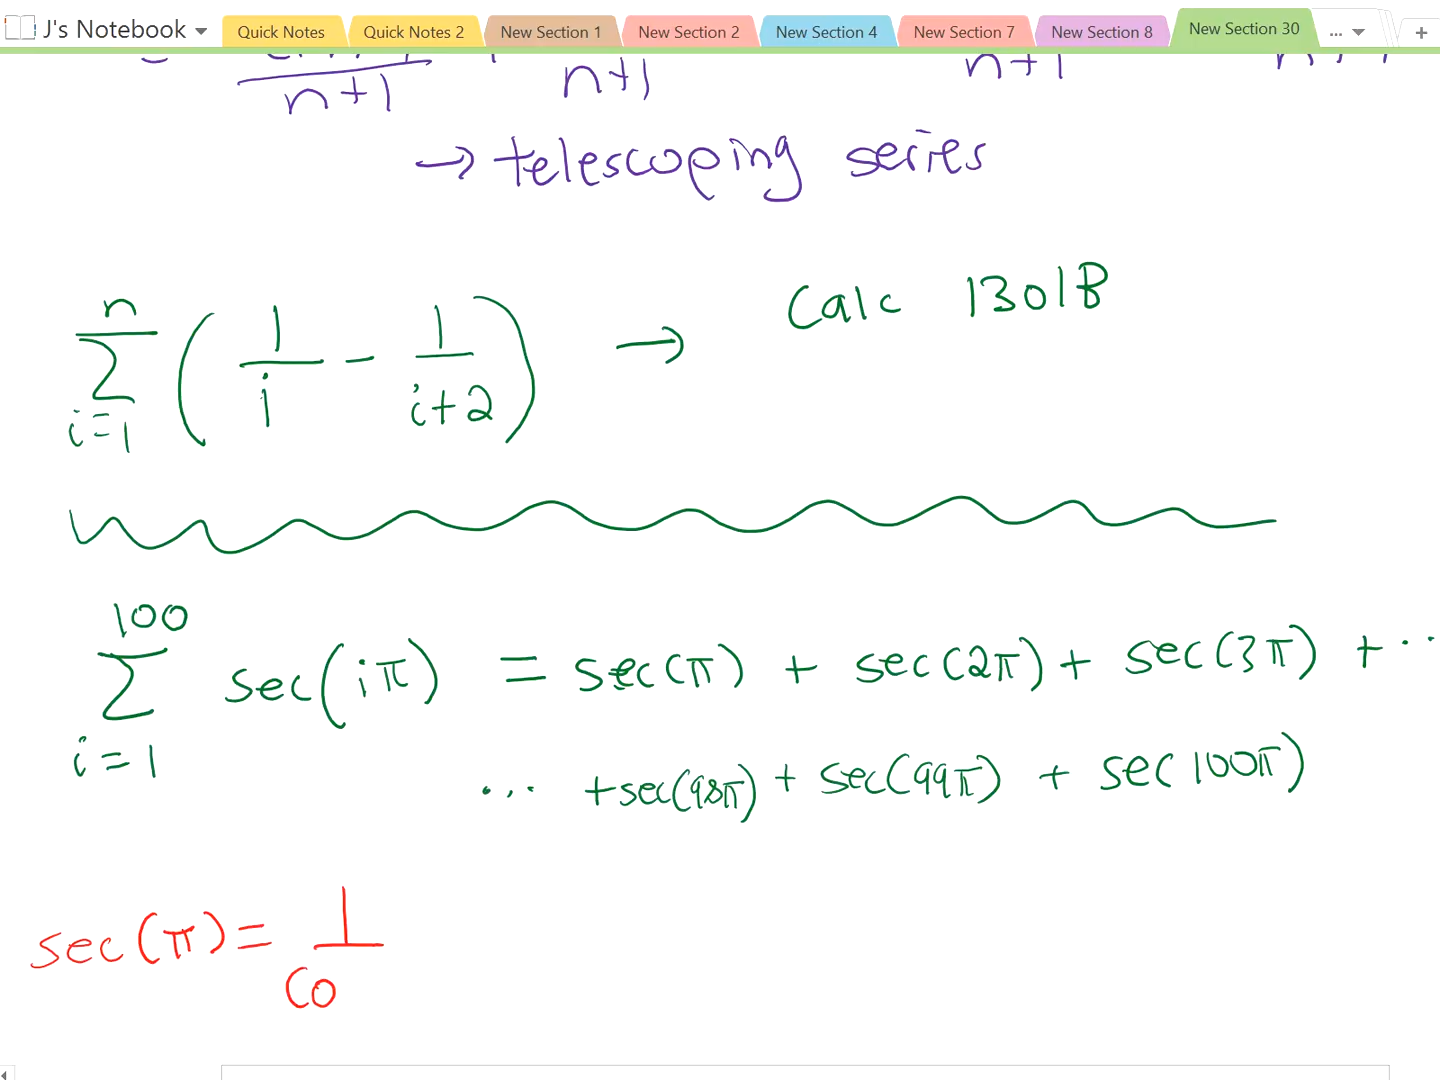 J's Notebook Quick Notes Quick Notes 2 New Section 1 New Section 2 New Section 4 New Section 7 New Section 8 New Section 30 ... +
n+1 n+1 n+1
→ telescoping series
n
∑ ( 1/i - 1/(i+2) ) → Calc 1301B
i=1
100
∑ sec(iπ) = sec(π) + sec(2π) + sec(3π) + ...
i=1
... +sec(98π) + sec(99π) + sec(100π)
sec(π) = 1
co